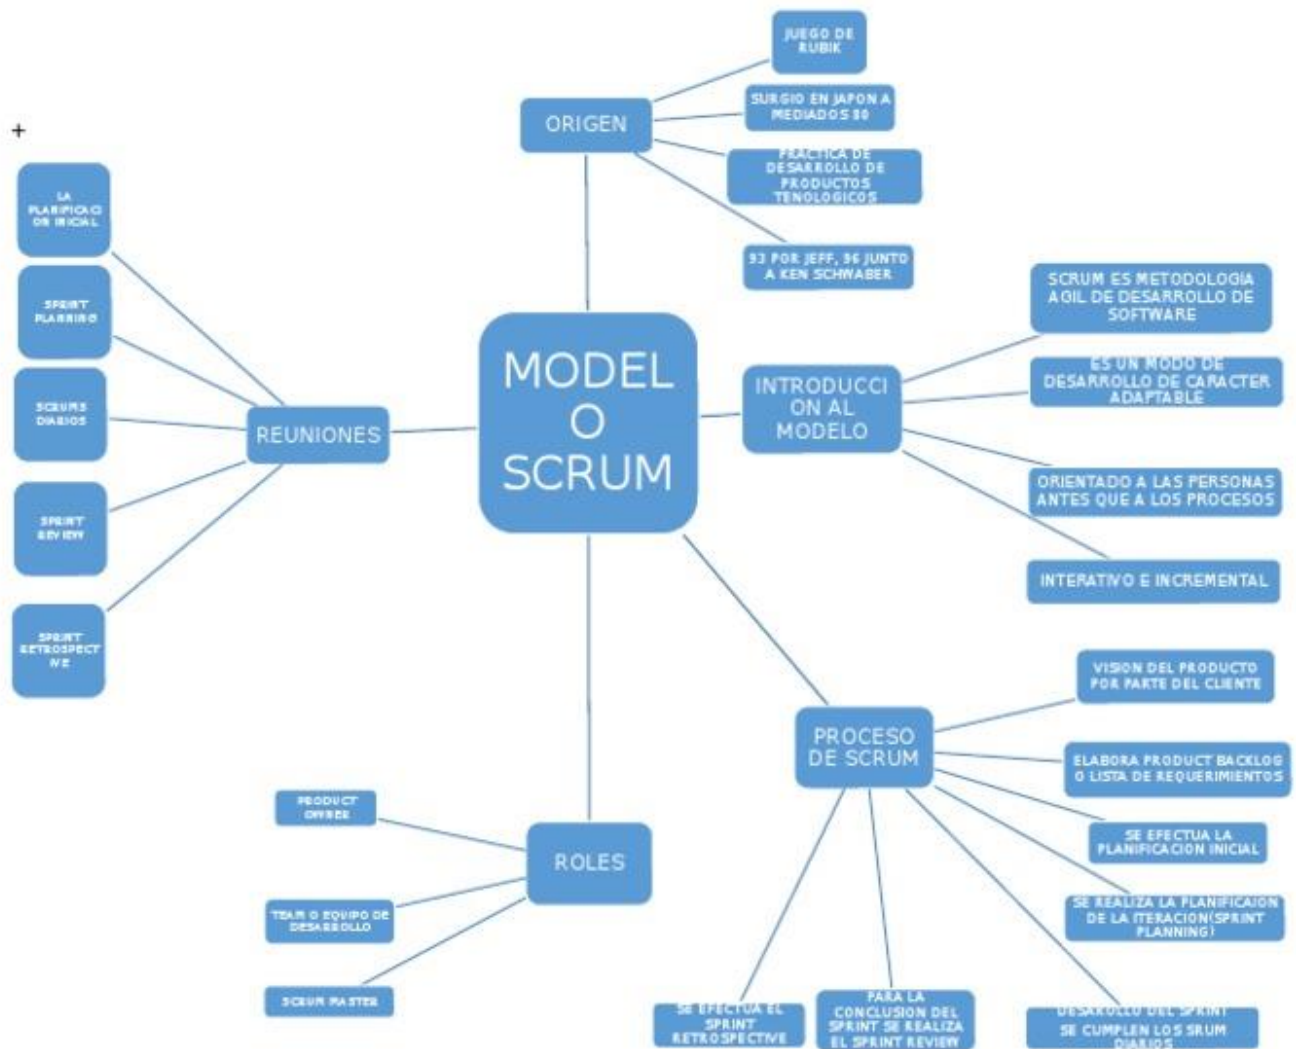 JUEGO DE
RUBIK
SURGIO EN JAPON A
MEDIADOS 80
ORIGEN
PRACTICA DE
DESARROLLO DE
PRODUCTOS
TENOLOGICOS
93 POR JEFF, 96 JUNTO
A KEN SCHWABER
+
LA
PLANIFICACI
ON INICIAL
SPRINT
PLANNING
SCRUMS
DIARIOS
SPRINT
REVIEW
SPRINT
RETROSPECT
IVE
REUNIONES
MODEL
O
SCRUM
INTRODUCCI
ON AL
MODELO
SCRUM ES METODOLOGÍA
AGIL DE DESARROLLO DE
SOFTWARE
ES UN MODO DE
DESARROLLO DE CARACTER
ADAPTABLE
ORIENTADO A LAS PERSONAS
ANTES QUE A LOS PROCESOS
INTERATIVO E INCREMENTAL
PROCESO
DE SCRUM
VISION DEL PRODUCTO
POR PARTE DEL CLIENTE
ELABORA PRODUCT BACKLOG
O LISTA DE REQUERIMIENTOS
SE EFECTUA LA
PLANIFICACION INICIAL
SE REALIZA LA PLANIFICAION
DE LA ITERACION(SPRINT
PLANNING)
DESAROLLO DEL SPRINT
SE CUMPLEN LOS SRUM
DIARIOS
PARA LA
CONCLUSION DEL
SPRINT SE REALIZA
EL SPRINT REVIEW
SE EFECTUA EL
SPRINT
RETROSPECTIVE
ROLES
PRODUCT
OWNER
TEAM O EQUIPO DE
DESARROLLO
SCRUM MASTER